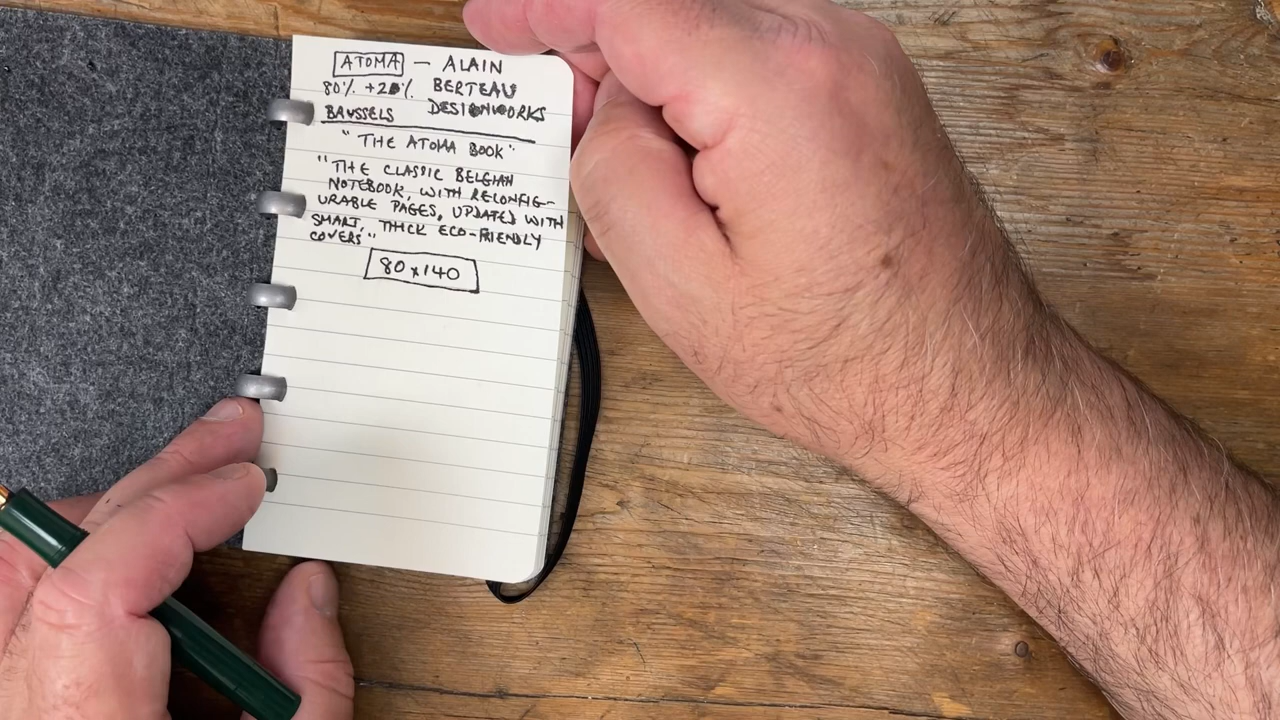 ATOMA – ALAIN
80% +20% BERTEAU
BRUSSELS DESIGNWORKS
"THE ATOMA BOOK"
"THE CLASSIC BELGIAN
NOTEBOOK, WITH RECONFIG-
URABLE PAGES, UPDATED WITH
SMART, THICK ECO-FRIENDLY
COVERS"
80x140